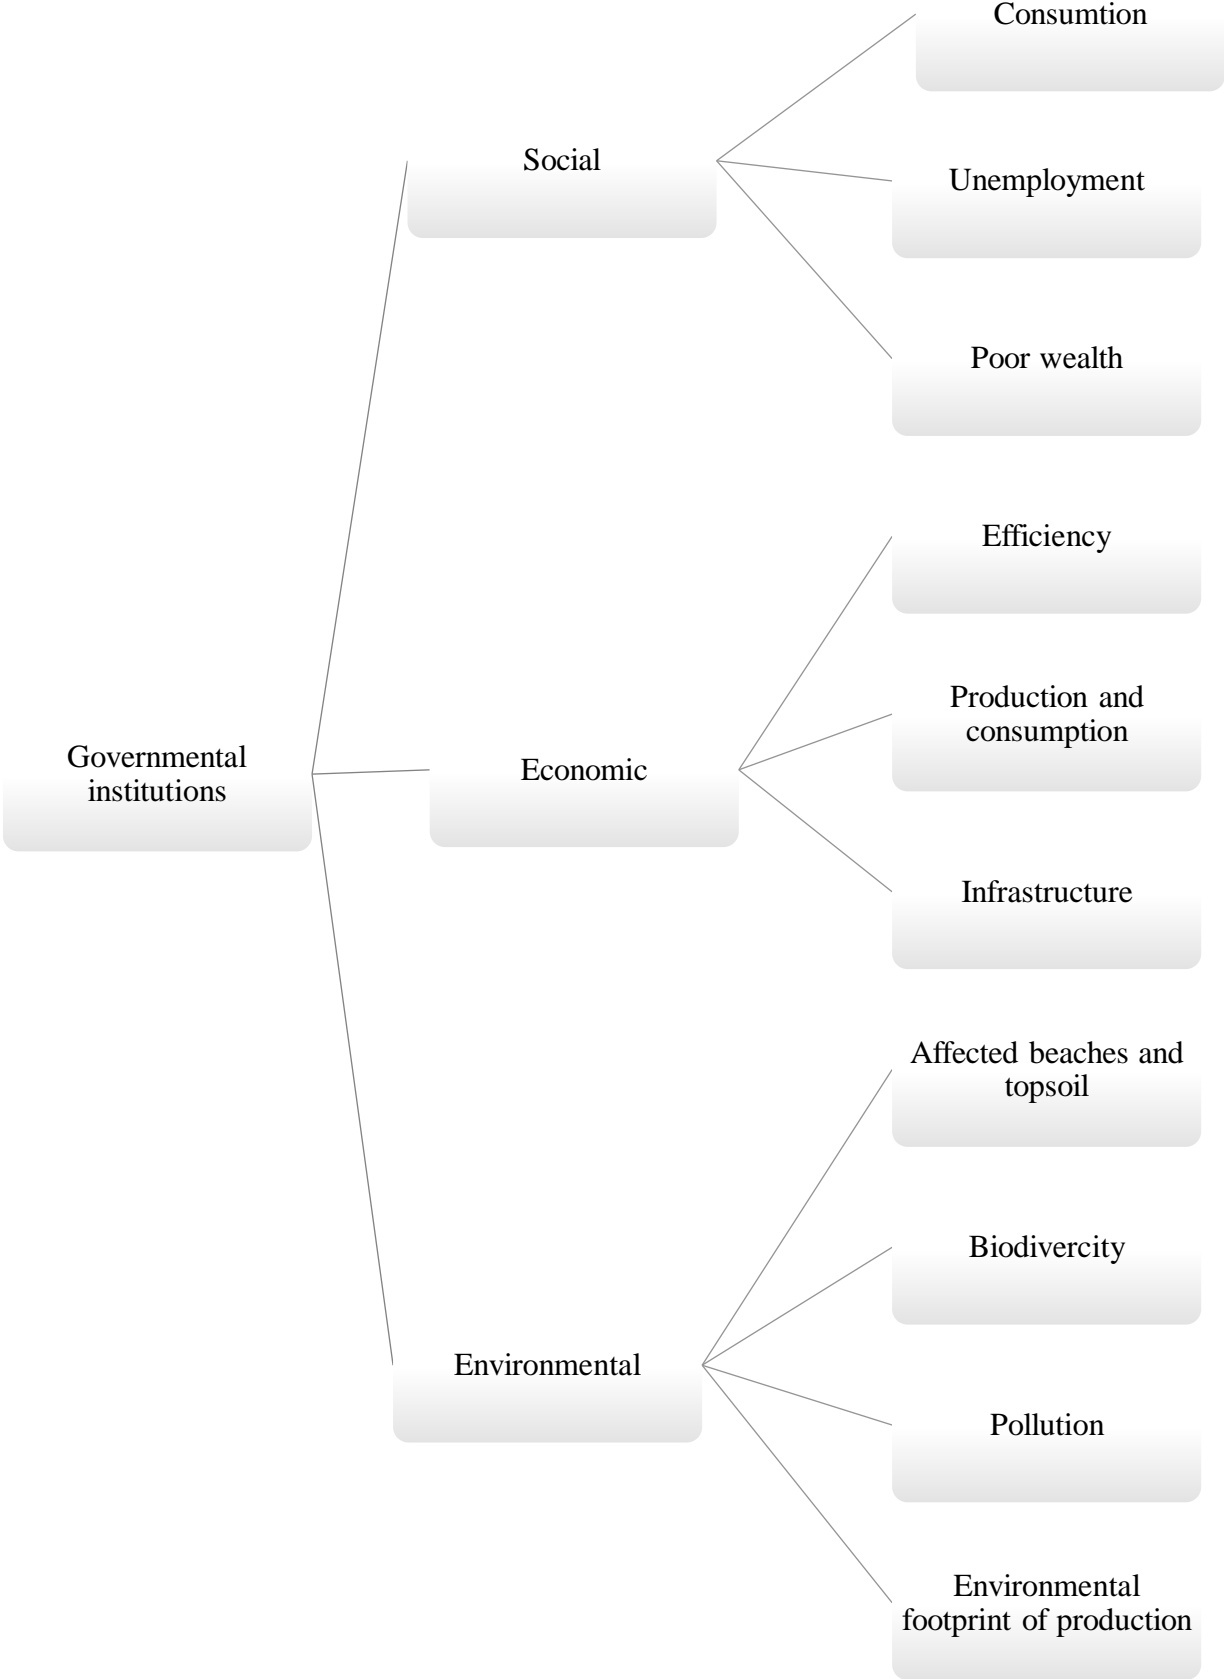 Consumtion
Social
Unemployment
Poor wealth
Efficiency
Production and
consumption
Governmental
institutions
Economic
Infrastructure
Affected beaches and
topsoil
Biodivercity
Environmental
Pollution
Environmental
footprint of production